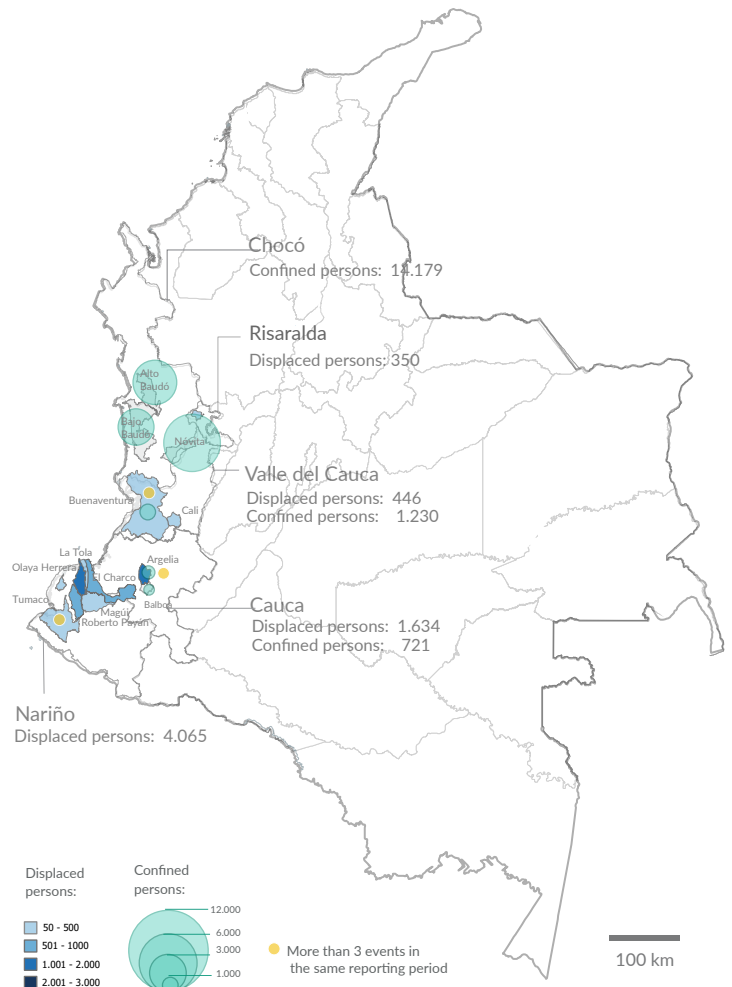 Chocó
Confined persons: 14.179
Risaralda
Displaced persons: 350
Alto
Baudó
Bajo
Baudó
Nóvita
Valle del Cauca
Displaced persons: 446
Confined persons: 1.230
Buenaventura
Cali
La Tola
Argelia
Olaya Herrera
El Charco
Tumaco
Balboa
Magüí
Roberto Payán
Cauca
Displaced persons: 1.634
Confined persons: 721
Nariño
Displaced persons: 4.065
Displaced
persons:
50 - 500
501 - 1000
1.001 - 2.000
2.001 - 3.000
Confined
persons:
12.000
6.000
3.000
1.000
More than 3 events in
the same reporting period
100 km